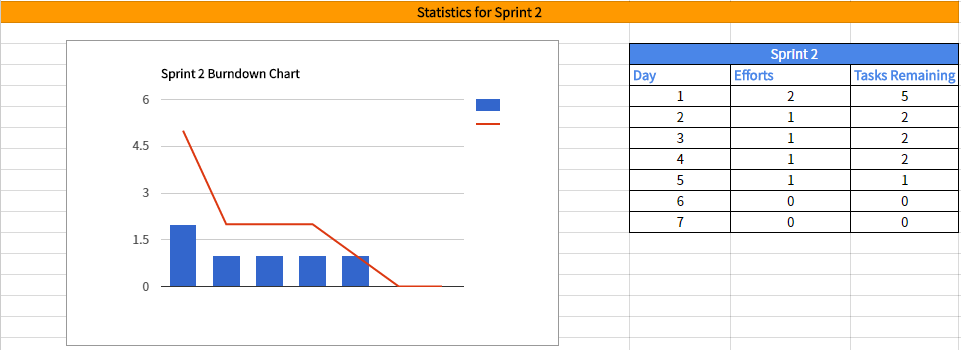 Statistics for Sprint 2
Sprint 2 Burndown Chart
6
4.5
3
1.5
0
Sprint 2
Day Efforts Tasks Remaining
1 2 5
2 1 2
3 1 2
4 1 2
5 1 1
6 0 0
7 0 0